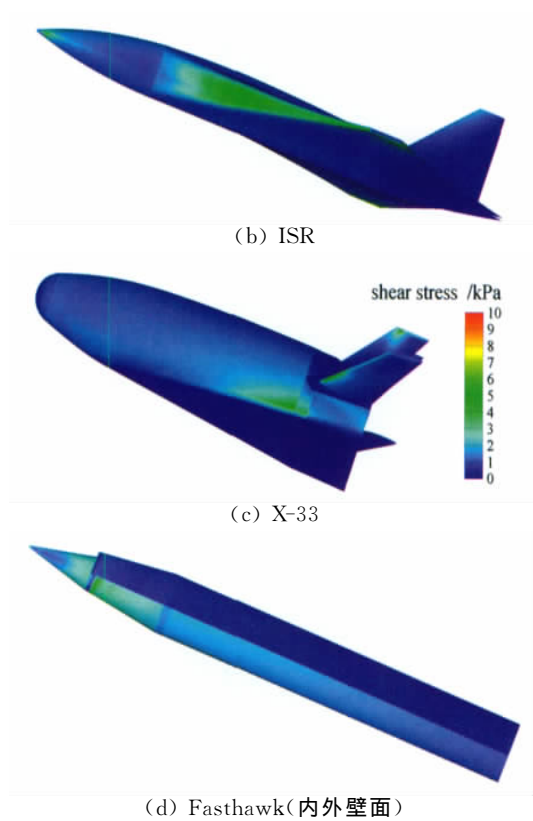 (b) ISR
shear stress /kPa
10
9
8
7
6
5
4
3
2
1
0
(c) X-33
(d) Fasthawk(内外壁面)